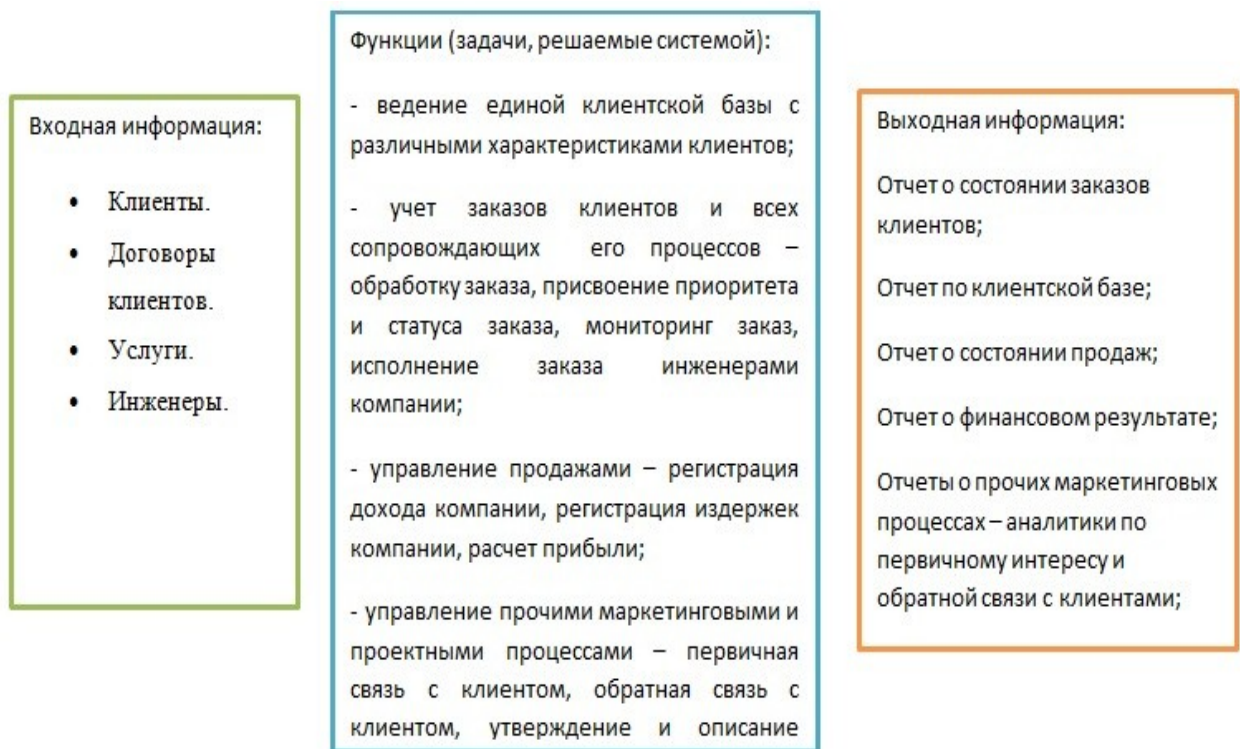 Входная информация:
• Клиенты.
• Договоры
клиентов.
• Услуги.
• Инженеры.
Функции (задачи, решаемые системой):
- ведение единой клиентской базы с
различными характеристиками клиентов;
- учет заказов клиентов и всех
сопровождающих его процессов –
обработку заказа, присвоение приоритета
и статуса заказа, мониторинг заказ,
исполнение заказа инженерами
компании;
- управление продажами – регистрация
дохода компании, регистрация издержек
компании, расчет прибыли;
- управление прочими маркетинговыми и
проектными процессами – первичная
связь с клиентом, обратная связь с
клиентом, утверждение и описание
Выходная информация:
Отчет о состоянии заказов
клиентов;
Отчет по клиентской базе;
Отчет о состоянии продаж;
Отчет о финансовом результате;
Отчеты о прочих маркетинговых
процессах – аналитики по
первичному интересу и
обратной связи с клиентами;